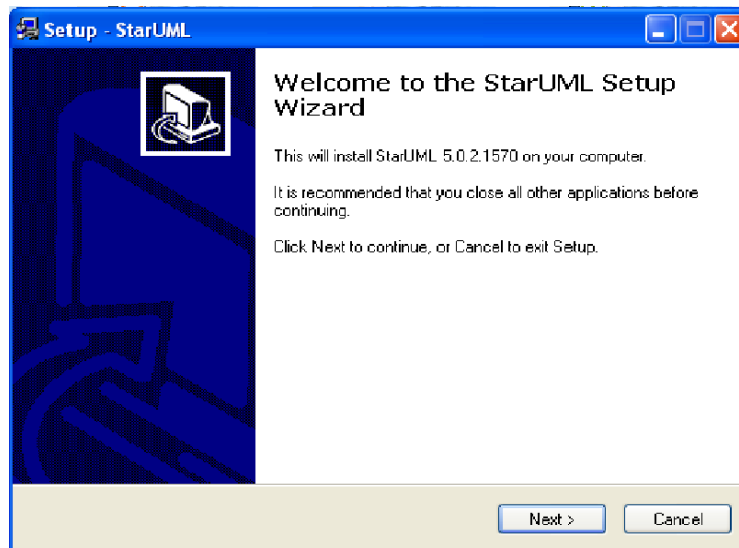 Setup - StarUML
Welcome to the StarUML Setup
Wizard
This will install StarUML 5.0.2.1570 on your computer.
It is recommended that you close all other applications before
continuing.
Click Next to continue, or Cancel to exit Setup.
Next >
Cancel